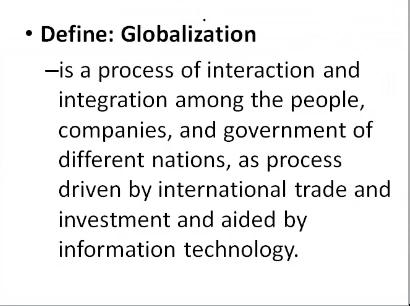 • Define: Globalization
–is a process of interaction and
integration among the people,
companies, and government of
different nations, as process
driven by international trade and
investment and aided by
information technology.